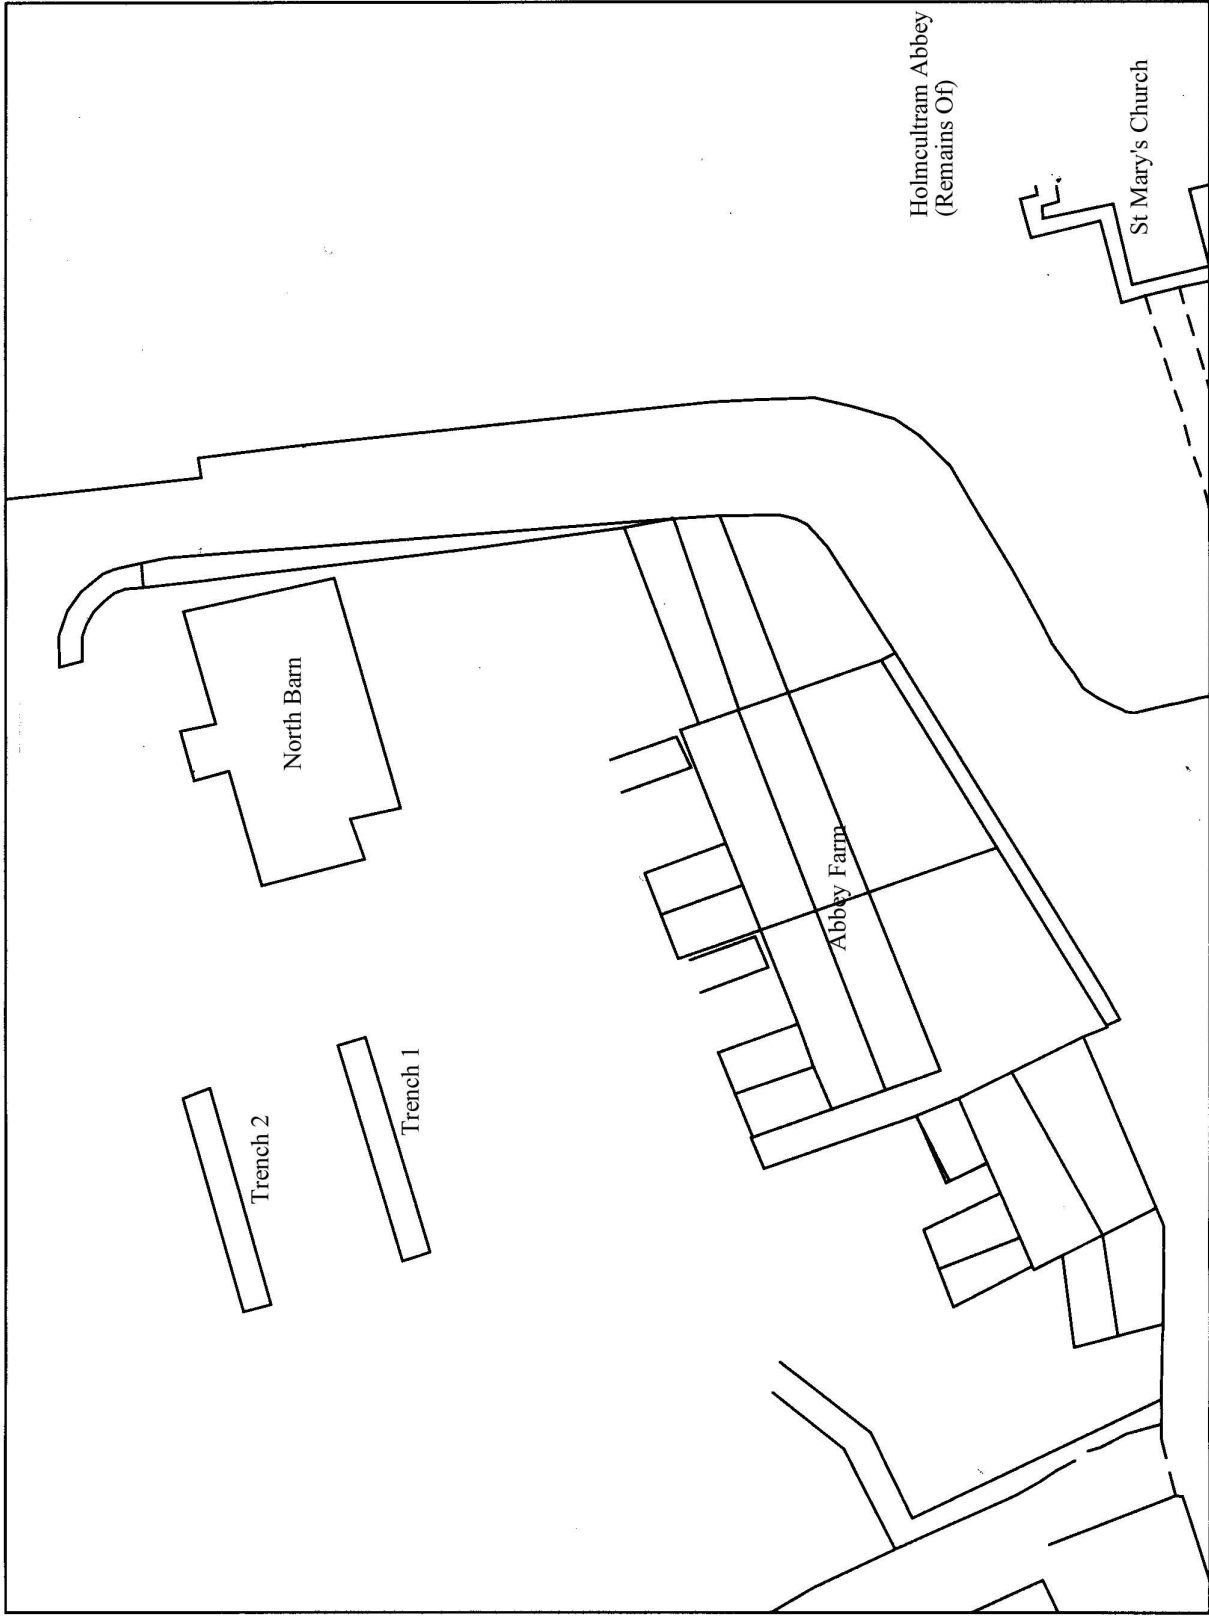 Trench 2
Trench 1
North Barn
Abbey Farm
Holmcultram Abbey
(Remains Of)
St Mary's Church